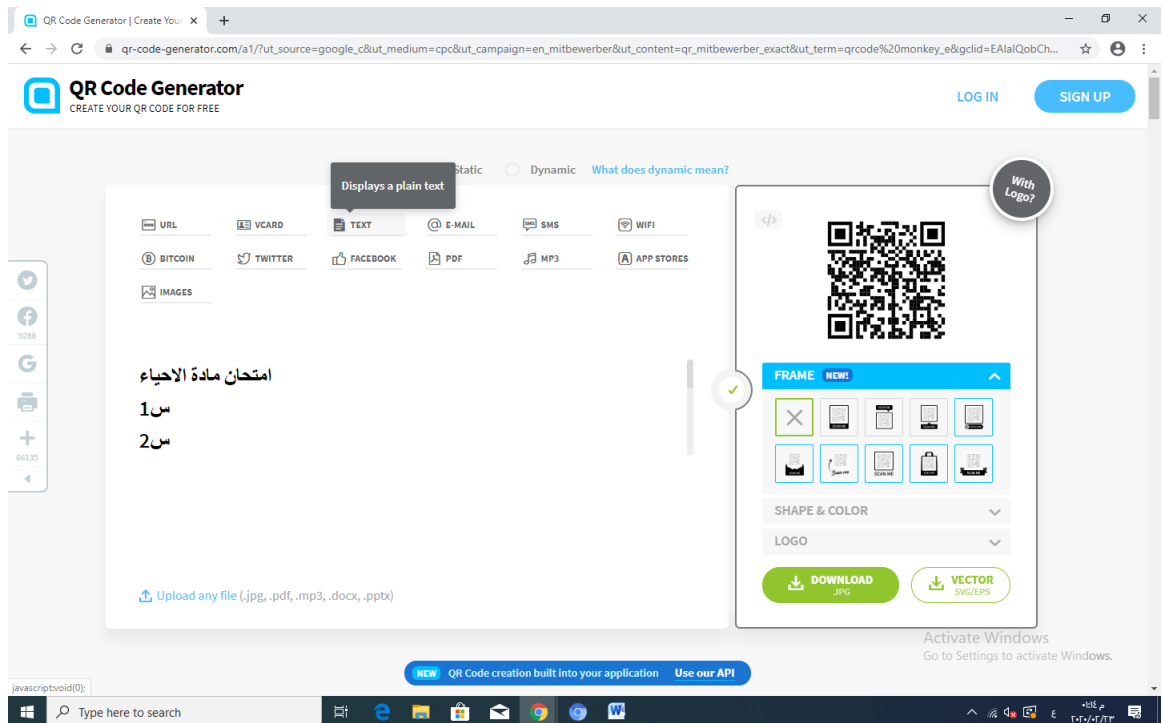 QR Code Generator | Create Your
qr-code-generator.com/a1/?ut_source=google_c&ut_medium=cpc&ut_campaign=en_mitbewerber&ut_content=qr_mitbewerber_exact&ut_term=qrcode%20monkey_e&gclid=EAIaIQobCh...
QR Code Generator
CREATE YOUR QR CODE FOR FREE
LOG IN
SIGN UP
Static
Dynamic
What does dynamic mean?
Displays a plain text
With Logo?
URL
VCARD
TEXT
E-MAIL
SMS
WIFI
BITCOIN
TWITTER
FACEBOOK
PDF
MP3
APP STORES
IMAGES
5288
66135
امتحان مادة الاحياء
س1
س2
Upload any file (.jpg, .pdf, .mp3, .docx, .pptx)
FRAME NEW!
SCAN ME
SHAPE & COLOR
LOGO
DOWNLOAD
JPG
VECTOR
SVG/EPS
Activate Windows
Go to Settings to activate Windows.
NEW QR Code creation built into your application Use our API
javascript:void(0);
Type here to search
ع